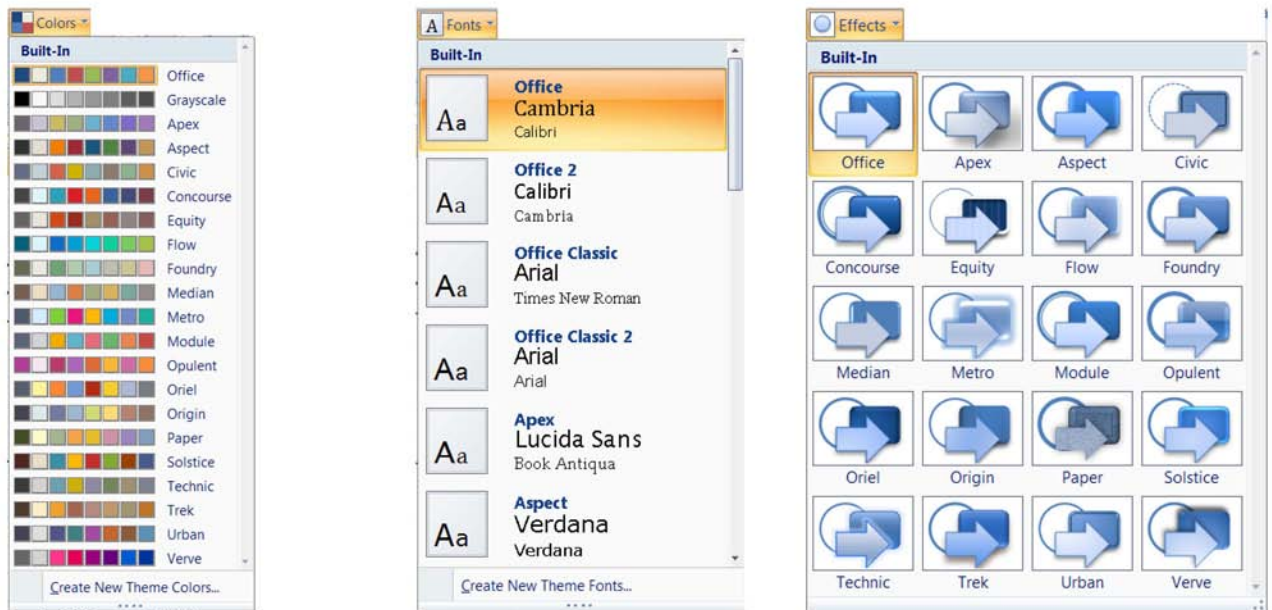 Colors
Built-In
Office
Grayscale
Apex
Aspect
Civic
Concourse
Equity
Flow
Foundry
Median
Metro
Module
Opulent
Oriel
Origin
Paper
Solstice
Technic
Trek
Urban
Verve
Create New Theme Colors...
A Fonts
Built-In
Aa
Office
Cambria
Calibri
Aa
Office 2
Calibri
Cambria
Aa
Office Classic
Arial
Times New Roman
Aa
Office Classic 2
Arial
Arial
Aa
Apex
Lucida Sans
Book Antiqua
Aa
Aspect
Verdana
Verdana
Create New Theme Fonts...
Effects
Built-In
Office Apex Aspect Civic
Concourse Equity Flow Foundry
Median Metro Module Opulent
Oriel Origin Paper Solstice
Technic Trek Urban Verve